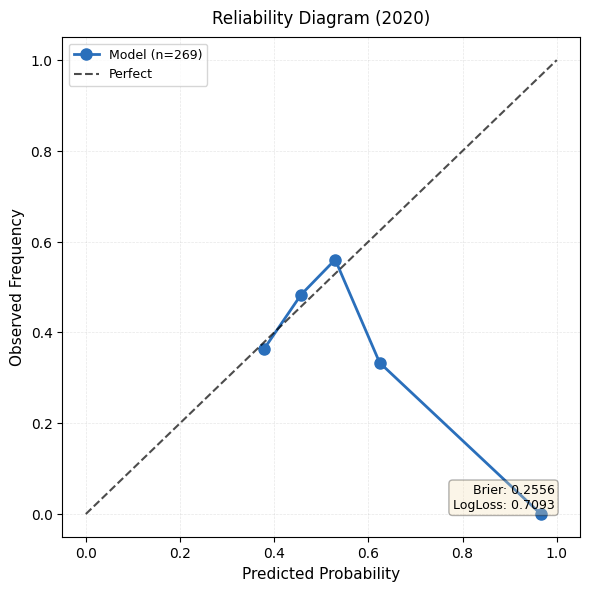 Reliability Diagram (2020)
Model (n=269)
Perfect
1.0
0.8
0.6
0.4
0.2
0.0
Observed Frequency
Brier: 0.2556
LogLoss: 0.7093
0.0 0.2 0.4 0.6 0.8 1.0
Predicted Probability